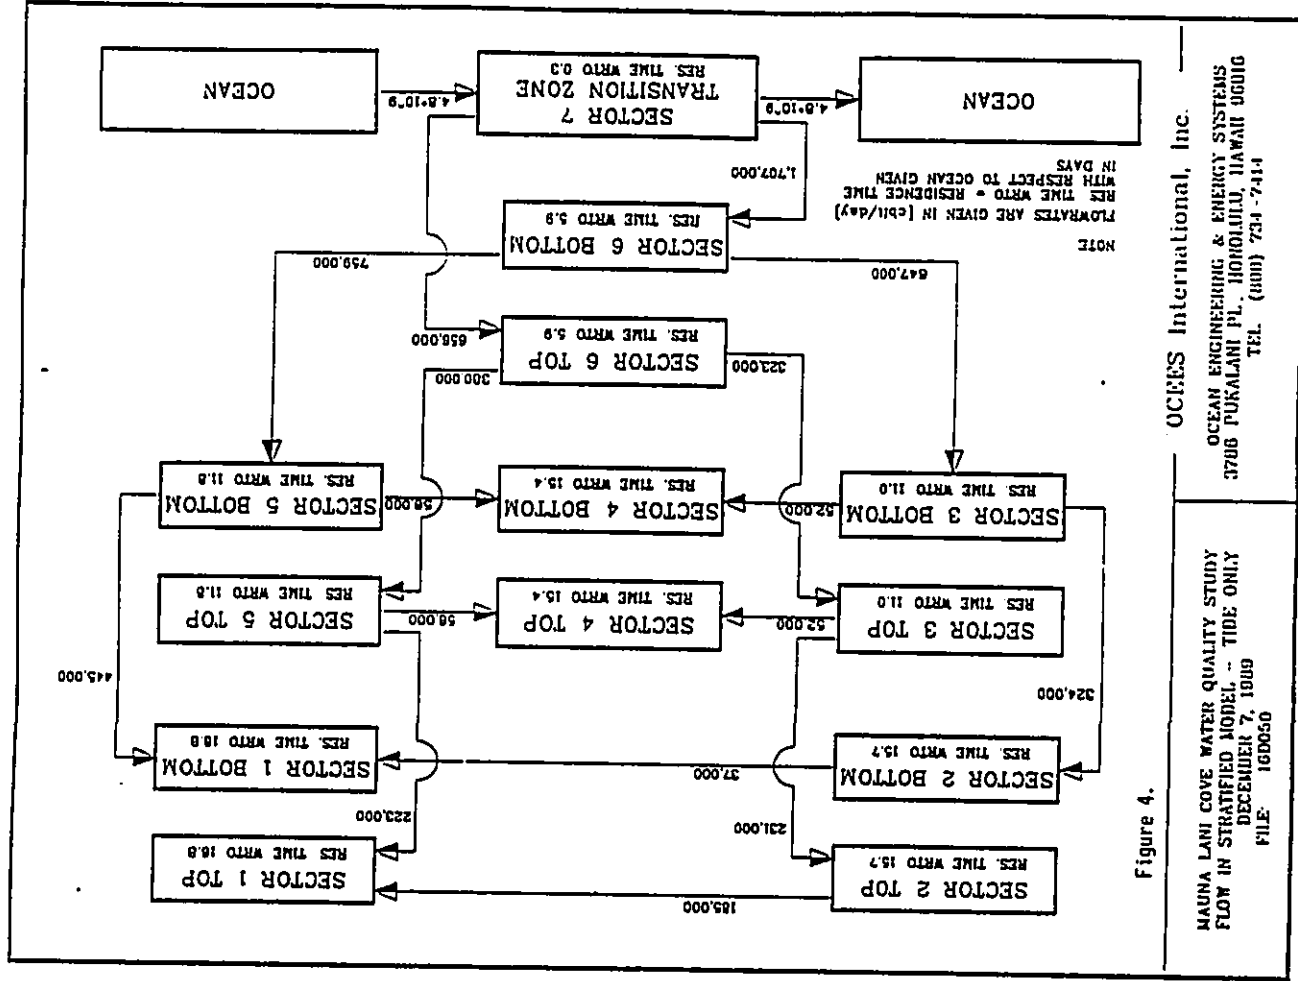 SECTOR 2 TOP
RES. TIME WRTO 15.7
185,000
SECTOR 1 TOP
RES. TIME WRTO 16.8
231,000
223,000
SECTOR 2 BOTTOM
RES. TIME WRTO 15.7
37,000
SECTOR 1 BOTTOM
RES. TIME WRTO 16.8
324,000
445,000
SECTOR 3 TOP
RES. TIME WRTO 11.0
52,000
SECTOR 4 TOP
RES. TIME WRTO 15.4
56,000
SECTOR 5 TOP
RES TIME WRTO 11.8
SECTOR 3 BOTTOM
RES. TIME WRTO 11.0
52,000
SECTOR 4 BOTTOM
RES. TIME WRTO 15.4
56,000
SECTOR 5 BOTTOM
RES. TIME WRTO 11.8
323,000
SECTOR 6 TOP
RES. TIME WRTO 5.9
300,000
656,000
847,000
SECTOR 6 BOTTOM
RES. TIME WRTO 5.9
759,000
NOTE
FLOWRATES ARE GIVEN IN [cbft/day]
RES TIME WRTO = RESIDENCE TIME
WITH RESPECT TO OCEAN GIVEN
IN DAYS
1,707,000
OCEAN
4.8*10^9
SECTOR 7
TRANSITION ZONE
RES. TIME WRTO 0.3
4.8*10^9
OCEAN
Figure 4.
MAUNA LANI COVE WATER QUALITY STUDY
FLOW IN STRATIFIED MODEL - TIDE ONLY
DECEMBER 7, 1989
FILE: 16D050
OCEES International, Inc.
OCEAN ENGINEERING & ENERGY SYSTEMS
3786 PUKALANI PL., HONOLULU, HAWAII
TEL. (808) 734-7414